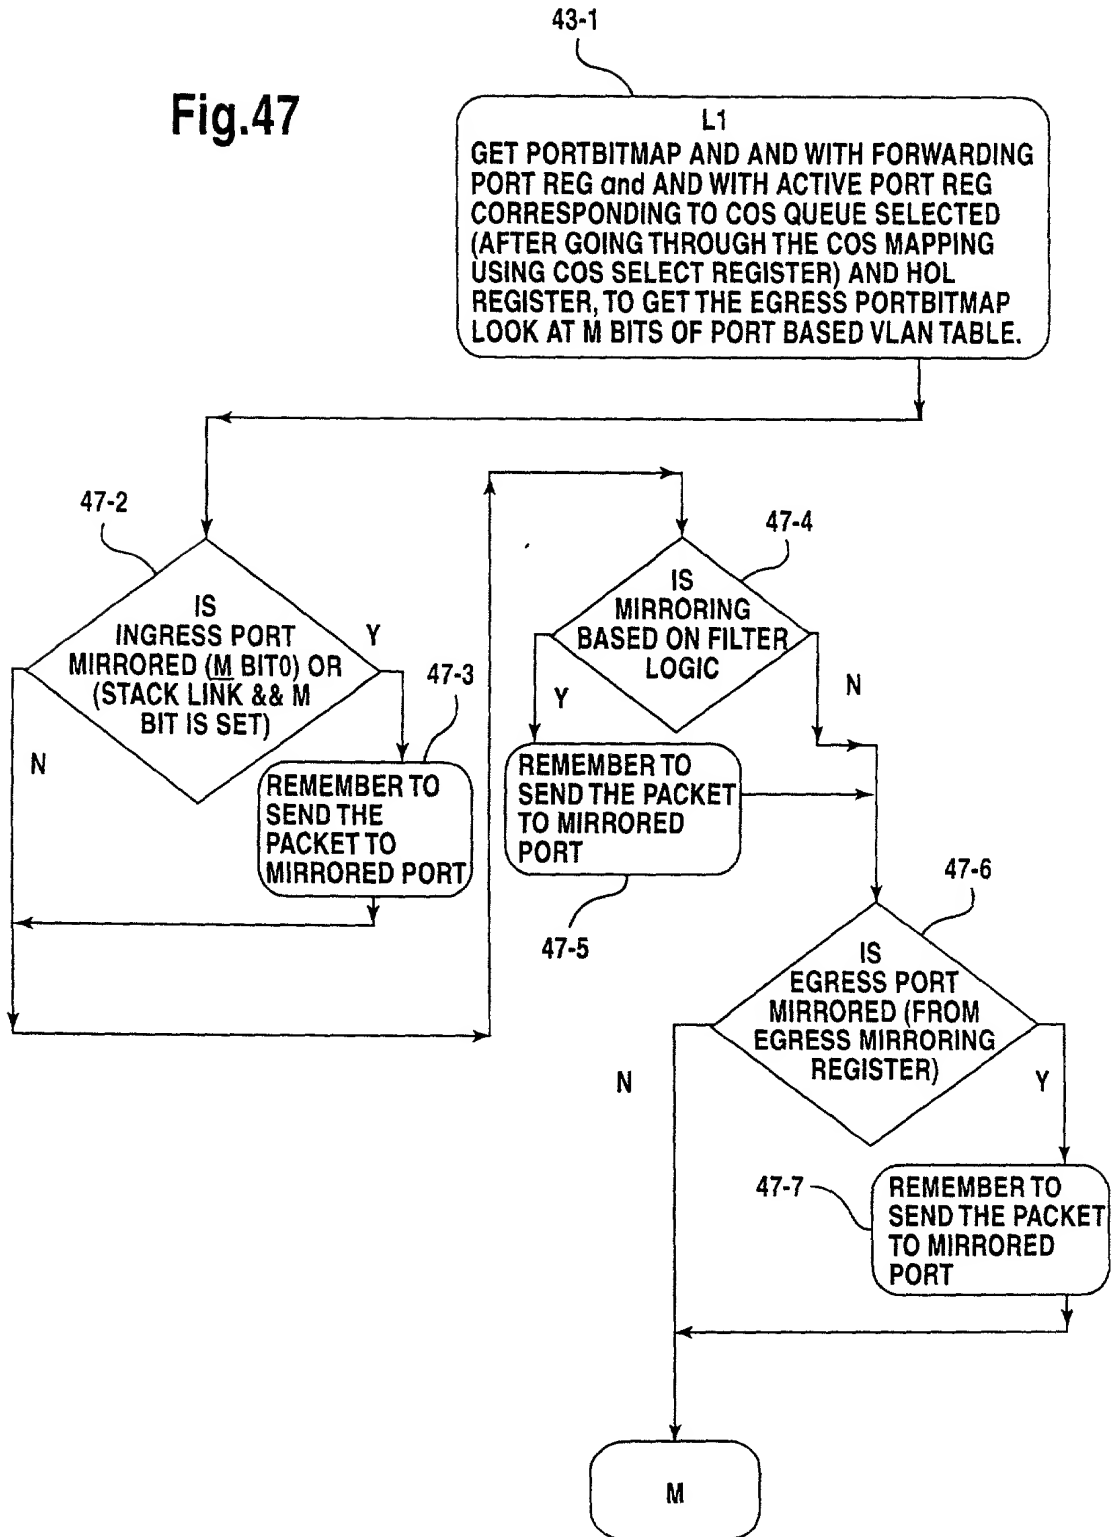 Fig.47
43-1
L1
GET PORTBITMAP AND AND WITH FORWARDING
PORT REG and AND WITH ACTIVE PORT REG
CORRESPONDING TO COS QUEUE SELECTED
(AFTER GOING THROUGH THE COS MAPPING
USING COS SELECT REGISTER) AND HOL
REGISTER, TO GET THE EGRESS PORTBITMAP
LOOK AT M BITS OF PORT BASED VLAN TABLE.
47-2
IS
INGRESS PORT
MIRRORED (M BIT0) OR
(STACK LINK && M
BIT IS SET)
Y
N
47-3
REMEMBER TO
SEND THE
PACKET TO
MIRRORED PORT
47-4
IS
MIRRORING
BASED ON FILTER
LOGIC
Y
N
REMEMBER TO
SEND THE PACKET
TO MIRRORED
PORT
47-5
47-6
IS
EGRESS PORT
MIRRORED (FROM
EGRESS MIRRORING
REGISTER)
N
Y
47-7
REMEMBER TO
SEND THE PACKET
TO MIRRORED
PORT
M